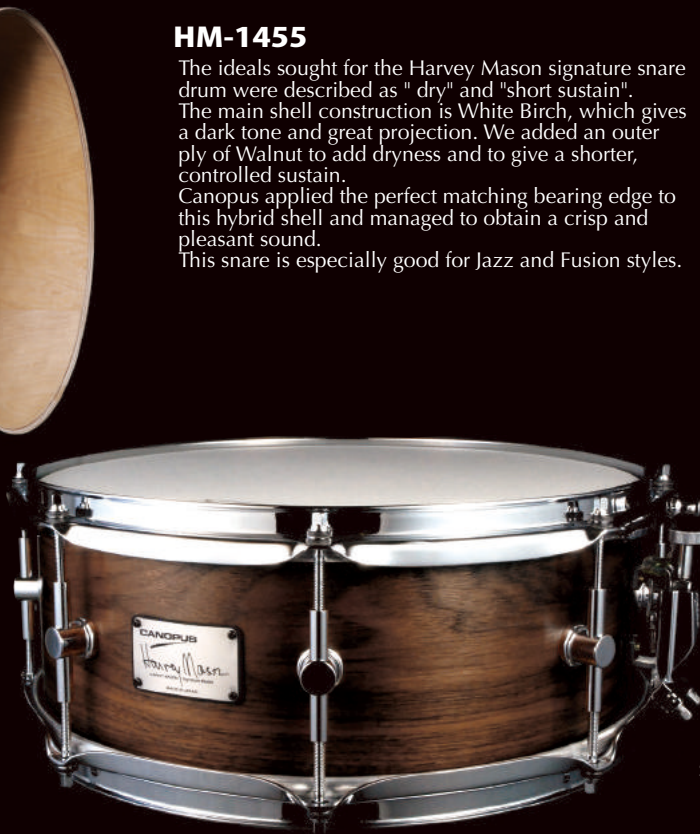 HM-1455
The ideals sought for the Harvey Mason signature snare
drum were described as " dry" and "short sustain".
The main shell construction is White Birch, which gives
a dark tone and great projection. We added an outer
ply of Walnut to add dryness and to give a shorter,
controlled sustain.
Canopus applied the perfect matching bearing edge to
this hybrid shell and managed to obtain a crisp and
pleasant sound.
This snare is especially good for Jazz and Fusion styles.
CANOPUS
Harvey Mason